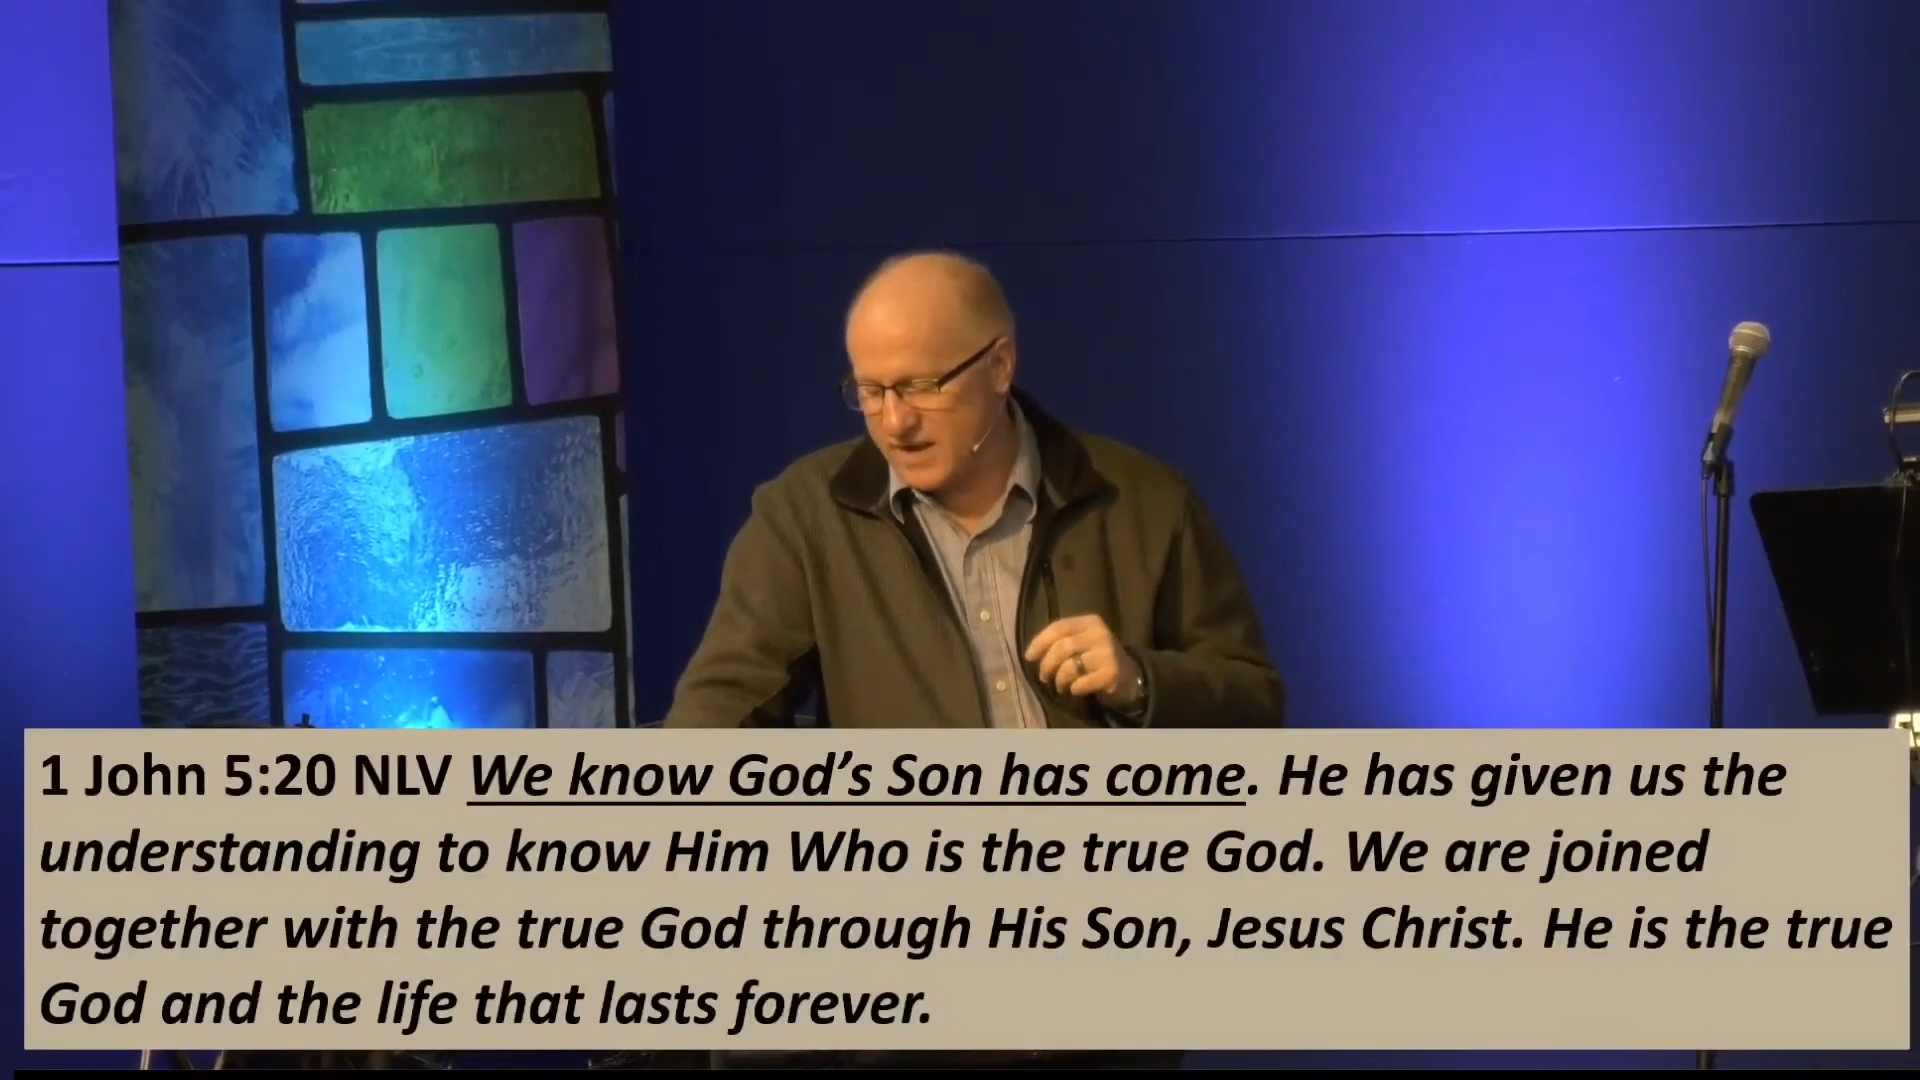 1 John 5:20 NLV We know God’s Son has come. He has given us the
understanding to know Him Who is the true God. We are joined
together with the true God through His Son, Jesus Christ. He is the true
God and the life that lasts forever.